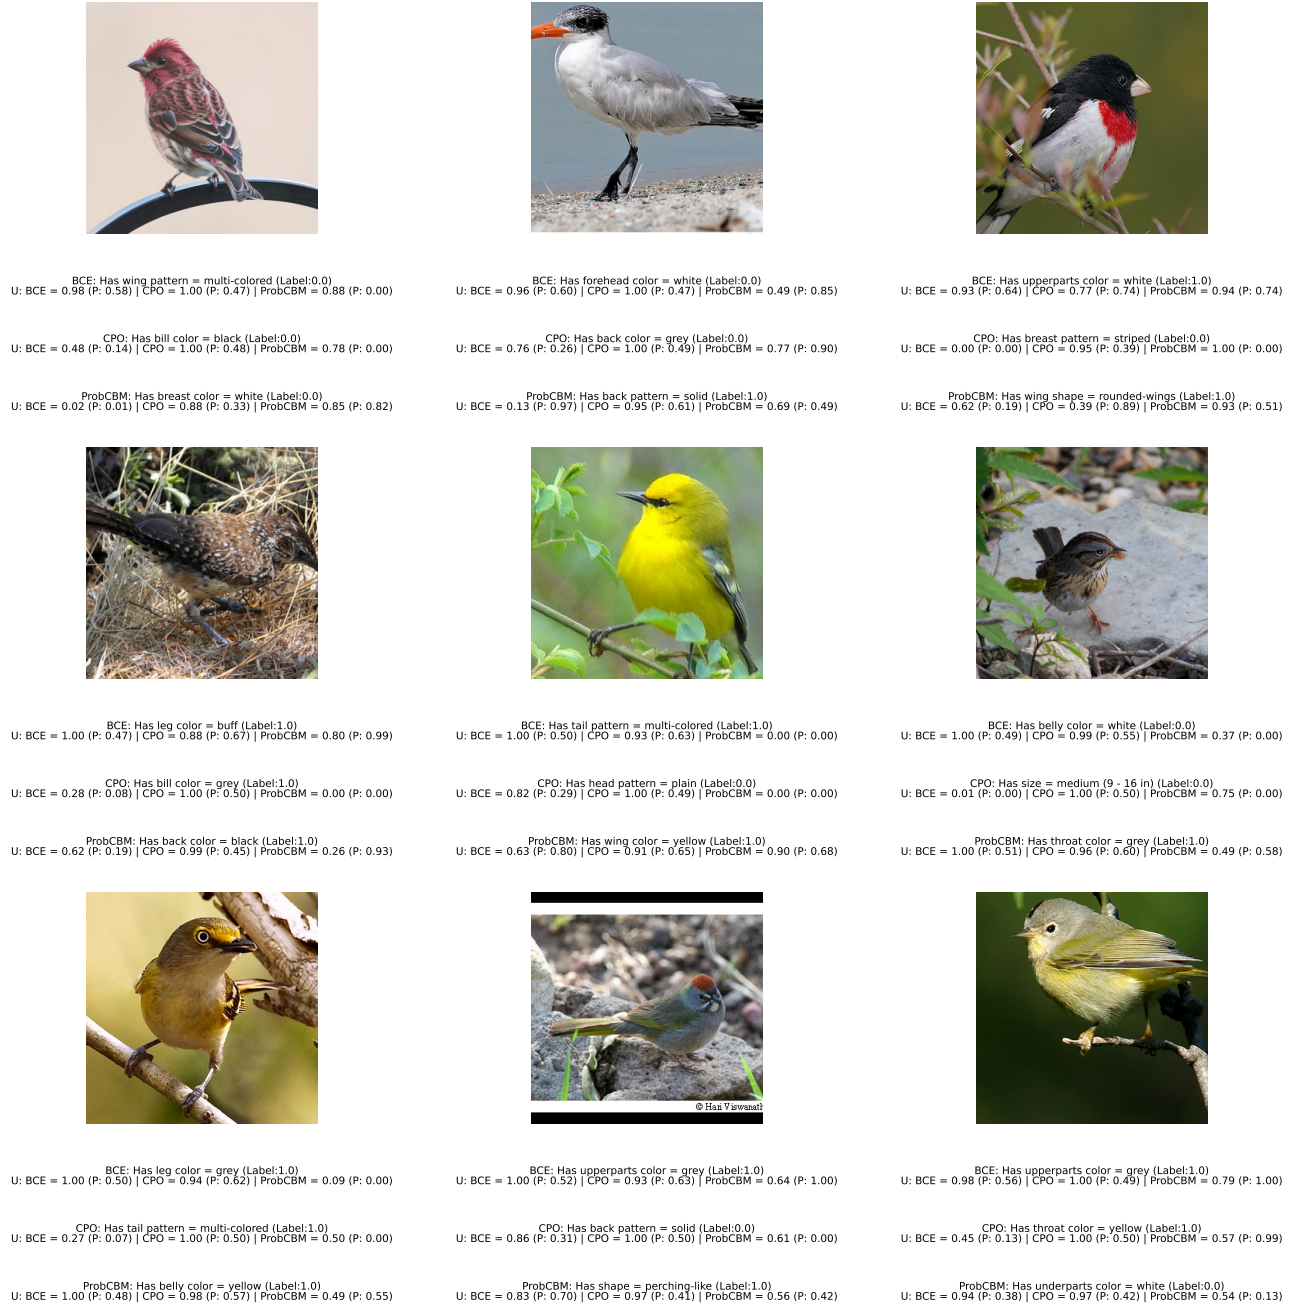 BCE: Has wing pattern = multi-colored (Label:0.0)
U: BCE = 0.98 (P: 0.58) | CPO = 1.00 (P: 0.47) | ProbCBM = 0.88 (P: 0.00)
CPO: Has bill color = black (Label:0.0)
U: BCE = 0.48 (P: 0.14) | CPO = 1.00 (P: 0.48) | ProbCBM = 0.78 (P: 0.00)
ProbCBM: Has breast color = white (Label:0.0)
U: BCE = 0.02 (P: 0.01) | CPO = 0.88 (P: 0.33) | ProbCBM = 0.85 (P: 0.82)
BCE: Has forehead color = white (Label:0.0)
U: BCE = 0.96 (P: 0.60) | CPO = 1.00 (P: 0.47) | ProbCBM = 0.49 (P: 0.85)
CPO: Has back color = grey (Label:0.0)
U: BCE = 0.76 (P: 0.26) | CPO = 1.00 (P: 0.49) | ProbCBM = 0.77 (P: 0.90)
ProbCBM: Has back pattern = solid (Label:1.0)
U: BCE = 0.13 (P: 0.97) | CPO = 0.95 (P: 0.61) | ProbCBM = 0.69 (P: 0.49)
BCE: Has upperparts color = white (Label:1.0)
U: BCE = 0.93 (P: 0.64) | CPO = 0.77 (P: 0.74) | ProbCBM = 0.94 (P: 0.74)
CPO: Has breast pattern = striped (Label:0.0)
U: BCE = 0.00 (P: 0.00) | CPO = 0.95 (P: 0.39) | ProbCBM = 1.00 (P: 0.00)
ProbCBM: Has wing shape = rounded-wings (Label:1.0)
U: BCE = 0.62 (P: 0.19) | CPO = 0.39 (P: 0.89) | ProbCBM = 0.93 (P: 0.51)
BCE: Has leg color = buff (Label:1.0)
U: BCE = 1.00 (P: 0.47) | CPO = 0.88 (P: 0.67) | ProbCBM = 0.80 (P: 0.99)
CPO: Has bill color = grey (Label:1.0)
U: BCE = 0.28 (P: 0.08) | CPO = 1.00 (P: 0.50) | ProbCBM = 0.00 (P: 0.00)
ProbCBM: Has back color = black (Label:1.0)
U: BCE = 0.62 (P: 0.19) | CPO = 0.99 (P: 0.45) | ProbCBM = 0.26 (P: 0.93)
BCE: Has tail pattern = multi-colored (Label:1.0)
U: BCE = 1.00 (P: 0.50) | CPO = 0.93 (P: 0.63) | ProbCBM = 0.00 (P: 0.00)
CPO: Has head pattern = plain (Label:0.0)
U: BCE = 0.82 (P: 0.29) | CPO = 1.00 (P: 0.49) | ProbCBM = 0.00 (P: 0.00)
ProbCBM: Has wing color = yellow (Label:1.0)
U: BCE = 0.63 (P: 0.80) | CPO = 0.91 (P: 0.65) | ProbCBM = 0.90 (P: 0.68)
BCE: Has belly color = white (Label:0.0)
U: BCE = 1.00 (P: 0.49) | CPO = 0.99 (P: 0.55) | ProbCBM = 0.37 (P: 0.00)
CPO: Has size = medium (9 - 16 in) (Label:0.0)
U: BCE = 0.01 (P: 0.00) | CPO = 1.00 (P: 0.50) | ProbCBM = 0.75 (P: 0.00)
ProbCBM: Has throat color = grey (Label:1.0)
U: BCE = 1.00 (P: 0.51) | CPO = 0.96 (P: 0.60) | ProbCBM = 0.49 (P: 0.58)
© Hari Viswanath
BCE: Has leg color = grey (Label:1.0)
U: BCE = 1.00 (P: 0.50) | CPO = 0.94 (P: 0.62) | ProbCBM = 0.09 (P: 0.00)
CPO: Has tail pattern = multi-colored (Label:1.0)
U: BCE = 0.27 (P: 0.07) | CPO = 1.00 (P: 0.50) | ProbCBM = 0.50 (P: 0.00)
ProbCBM: Has belly color = yellow (Label:1.0)
U: BCE = 1.00 (P: 0.48) | CPO = 0.98 (P: 0.57) | ProbCBM = 0.49 (P: 0.55)
BCE: Has upperparts color = grey (Label:1.0)
U: BCE = 1.00 (P: 0.52) | CPO = 0.93 (P: 0.63) | ProbCBM = 0.64 (P: 1.00)
CPO: Has back pattern = solid (Label:0.0)
U: BCE = 0.86 (P: 0.31) | CPO = 1.00 (P: 0.50) | ProbCBM = 0.61 (P: 0.00)
ProbCBM: Has shape = perching-like (Label:1.0)
U: BCE = 0.83 (P: 0.70) | CPO = 0.97 (P: 0.41) | ProbCBM = 0.56 (P: 0.42)
BCE: Has upperparts color = grey (Label:1.0)
U: BCE = 0.98 (P: 0.56) | CPO = 1.00 (P: 0.49) | ProbCBM = 0.79 (P: 1.00)
CPO: Has throat color = yellow (Label:1.0)
U: BCE = 0.45 (P: 0.13) | CPO = 1.00 (P: 0.50) | ProbCBM = 0.57 (P: 0.99)
ProbCBM: Has underparts color = white (Label:0.0)
U: BCE = 0.94 (P: 0.38) | CPO = 0.97 (P: 0.42) | ProbCBM = 0.54 (P: 0.13)